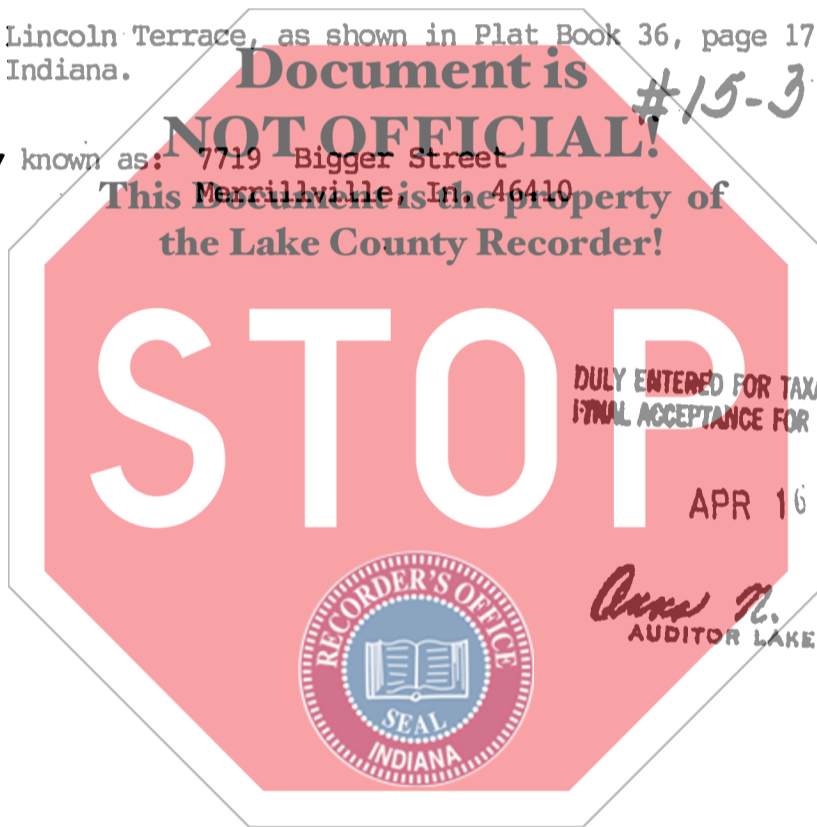 Lincoln Terrace, as shown in Plat Book 36, page 17
Indiana.
Document is
#15-3
NOT OFFICIAL!
known as: 7719 Bigger Street
Merrillville, In. 46410
This Document is the property of
the Lake County Recorder!
STOP
DULY ENTERED FOR TAXA
FINAL ACCEPTANCE FOR
APR 16
Anna N.
AUDITOR LAKE
RECORDER'S OFFICE
SEAL
INDIANA